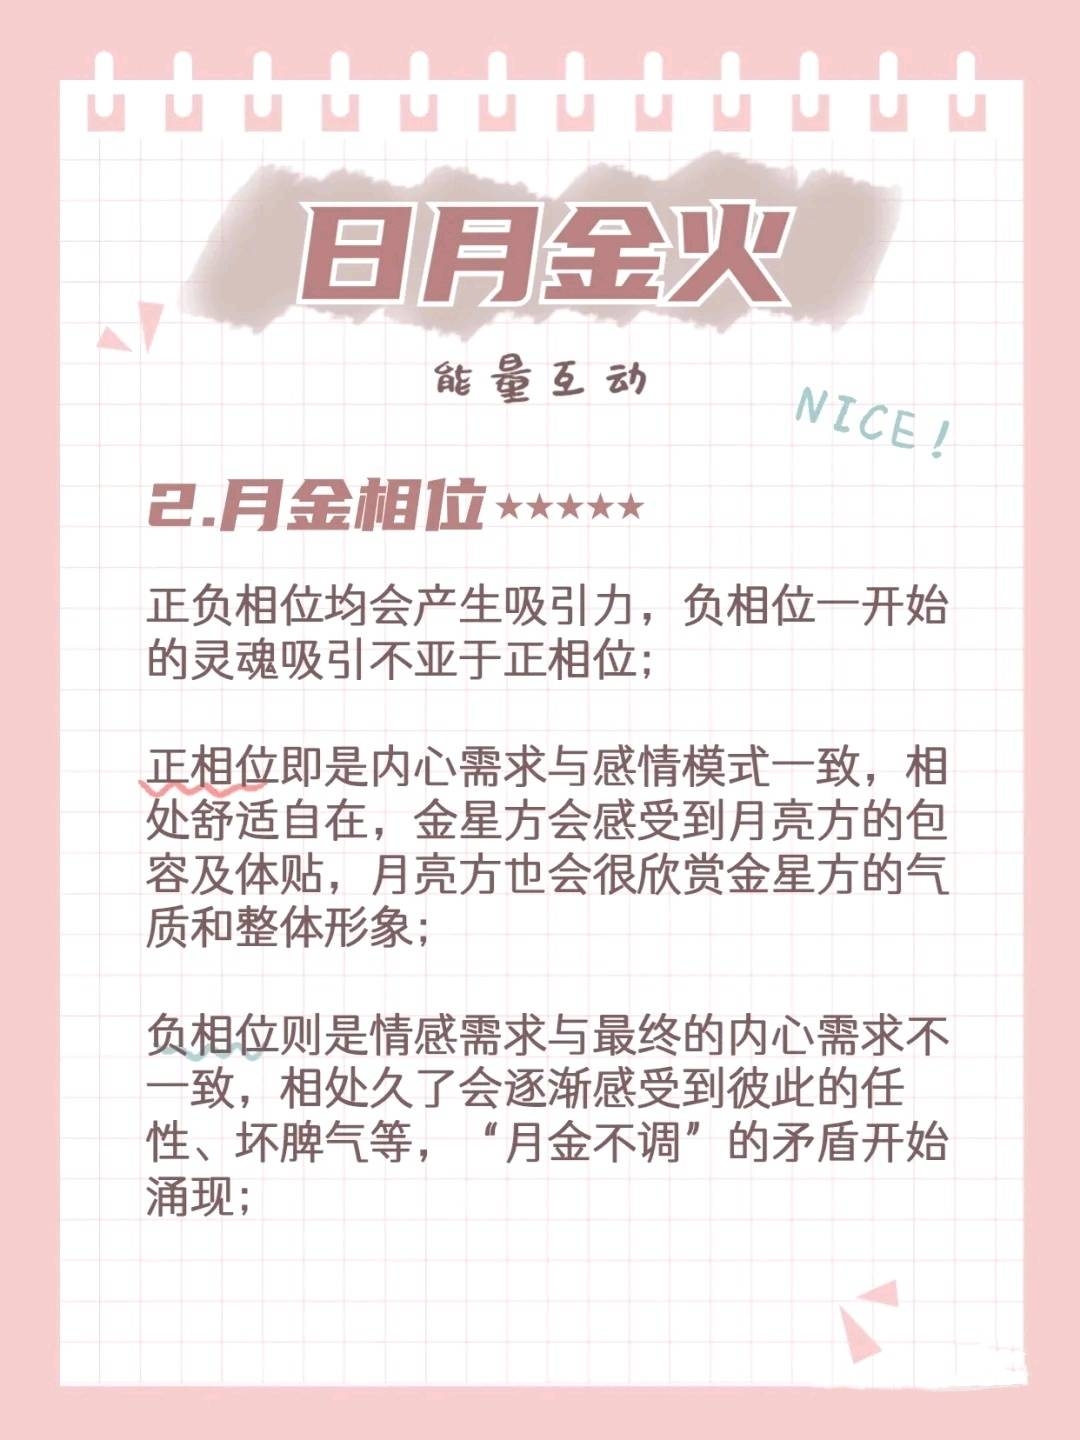 日月金火
能量互动
NICE!
2.月金相位★★★★★
正负相位均会产生吸引力，负相位一开始
的灵魂吸引不亚于正相位；
正相位即是内心需求与感情模式一致，相
处舒适自在，金星方会感受到月亮方的包
容及体贴，月亮方也会很欣赏金星方的气
质和整体形象；
负相位则是情感需求与最终的内心需求不
一致，相处久了会逐渐感受到彼此的任
性、坏脾气等，“月金不调”的矛盾开始
涌现；